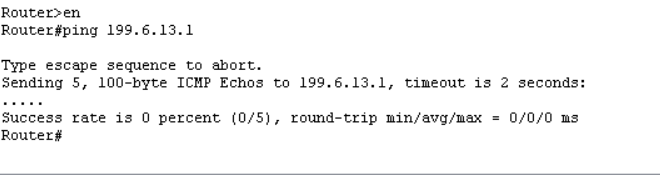 Router>en
Router#ping 199.6.13.1
Type escape sequence to abort.
Sending 5, 100-byte ICMP Echos to 199.6.13.1, timeout is 2 seconds:
.....
Success rate is 0 percent (0/5), round-trip min/avg/max = 0/0/0 ms
Router#